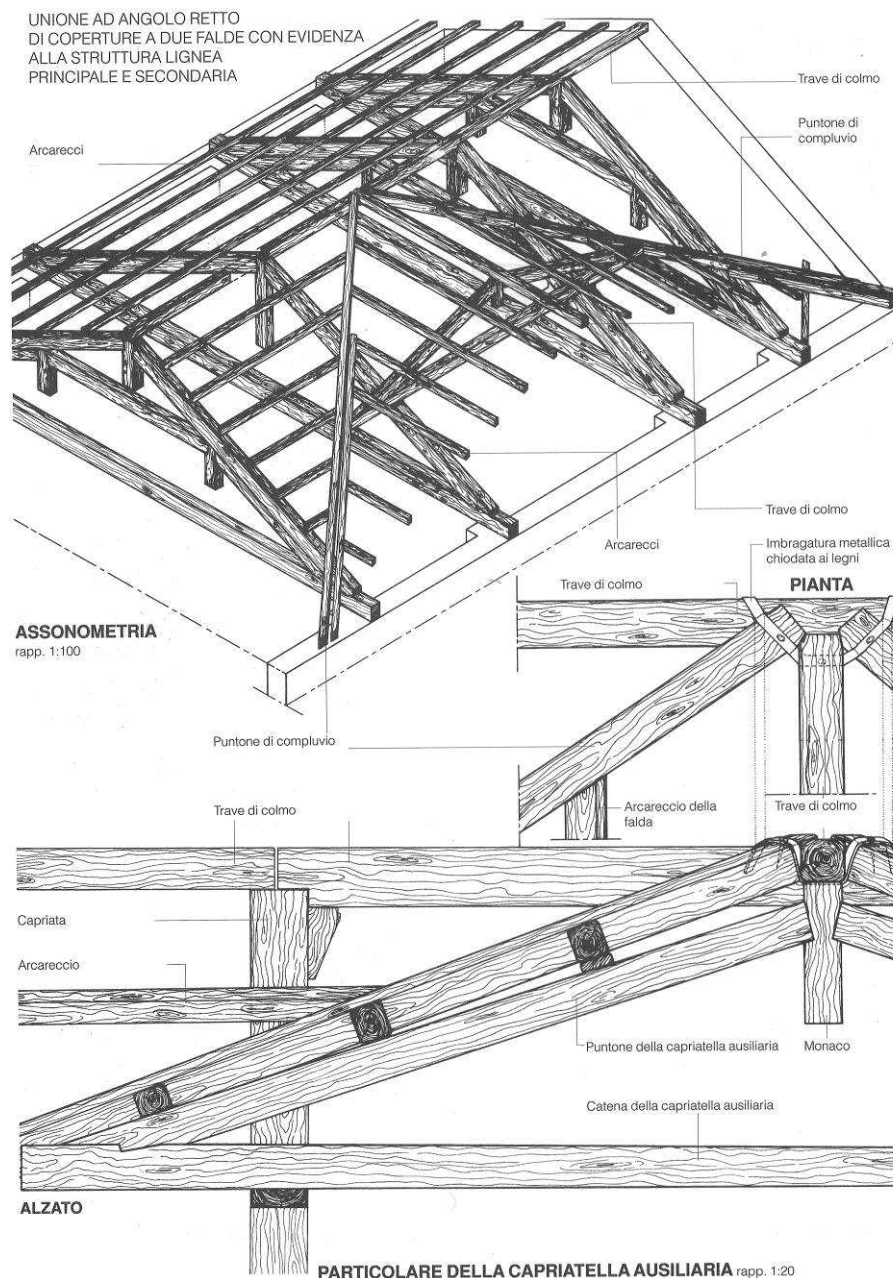 UNIONE AD ANGOLO RETTO
DI COPERTURE A DUE FALDE CON EVIDENZA
ALLA STRUTTURA LIGNEA
PRINCIPALE E SECONDARIA
Trave di colmo
Puntone di
compluvio
Arcarecci
Trave di colmo
Arcarecci
Imbragatura metallica
chiodata ai legni
Trave di colmo
PIANTA
ASSONOMETRIA
rapp. 1:100
Puntone di compluvio
Arcareccio della
falda
Trave di colmo
Trave di colmo
Capriata
Arcareccio
Puntone della capriatella ausiliaria
Monaco
Catena della capriatella ausiliaria
ALZATO
PARTICOLARE DELLA CAPRIATELLA AUSILIARIA rapp. 1:20